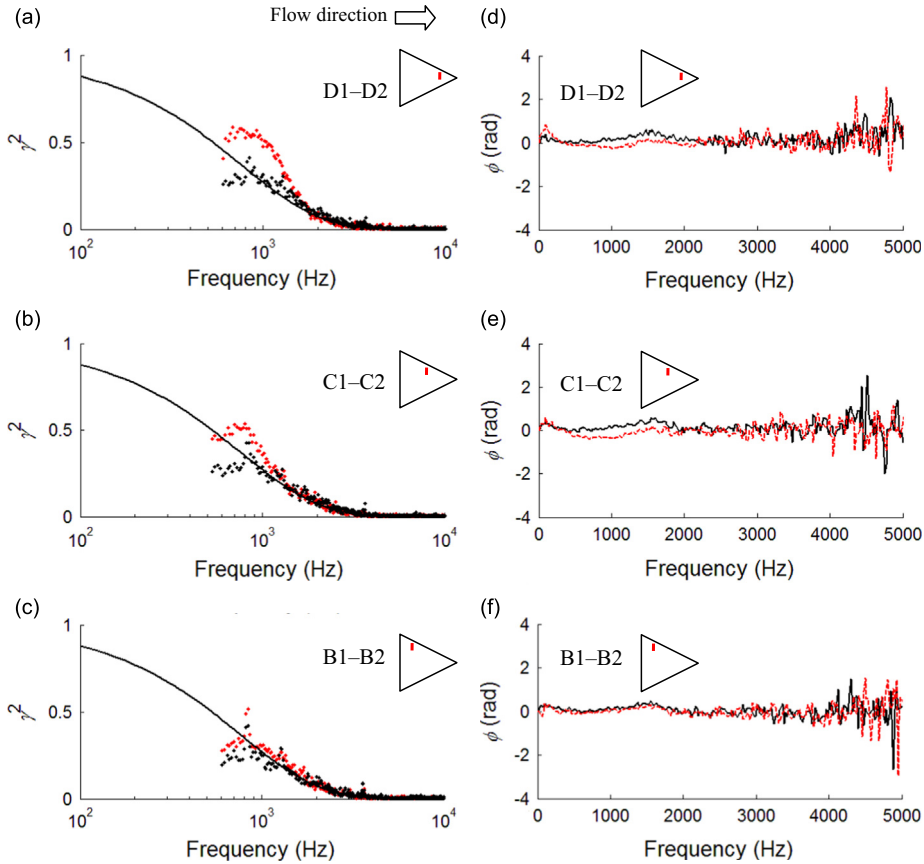 (a)
Flow direction
(d)
1
0.5
0
γ²
D1–D2
10² 10³ 10⁴
Frequency (Hz)
4
2
0
-2
-4
ϕ (rad)
D1–D2
0 1000 2000 3000 4000 5000
Frequency (Hz)
(b)
(e)
1
0.5
0
γ²
C1–C2
10² 10³ 10⁴
Frequency (Hz)
4
2
0
-2
-4
ϕ (rad)
C1–C2
0 1000 2000 3000 4000 5000
Frequency (Hz)
(c)
(f)
1
0.5
0
γ²
B1–B2
10² 10³ 10⁴
Frequency (Hz)
4
2
0
-2
-4
ϕ (rad)
B1–B2
0 1000 2000 3000 4000 5000
Frequency (Hz)